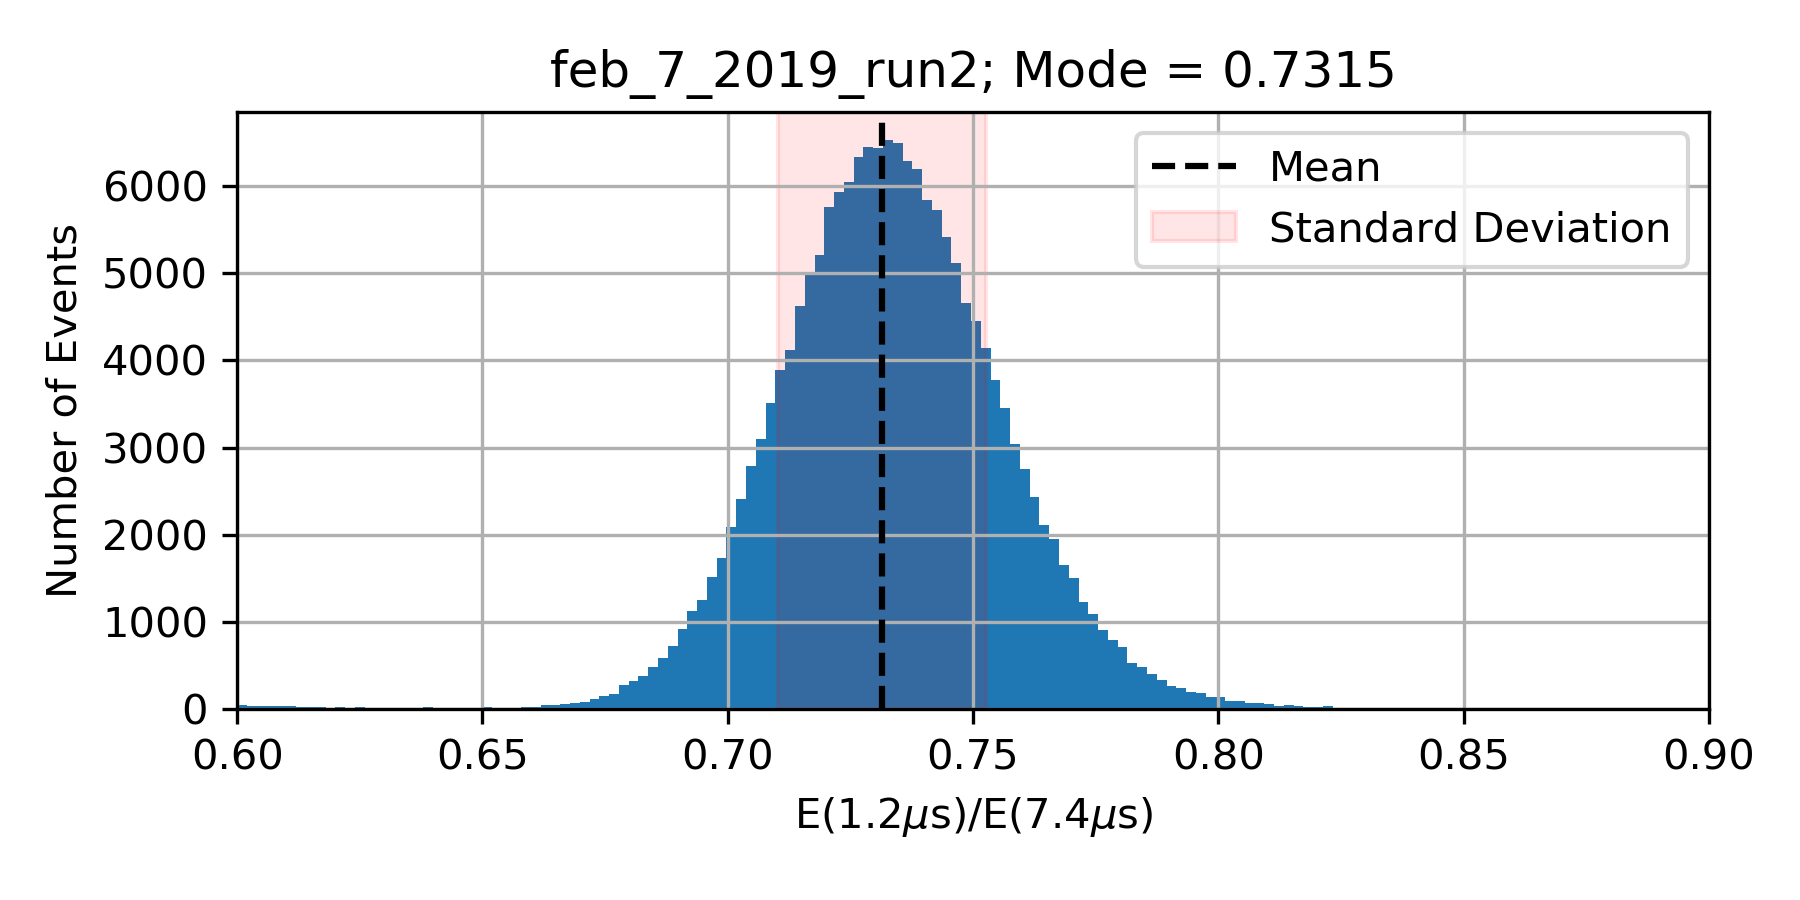 feb_7_2019_run2; Mode = 0.7315
Mean
Standard Deviation
Number of Events
6000
5000
4000
3000
2000
1000
0
0.60 0.65 0.70 0.75 0.80 0.85 0.90
E(1.2μs)/E(7.4μs)